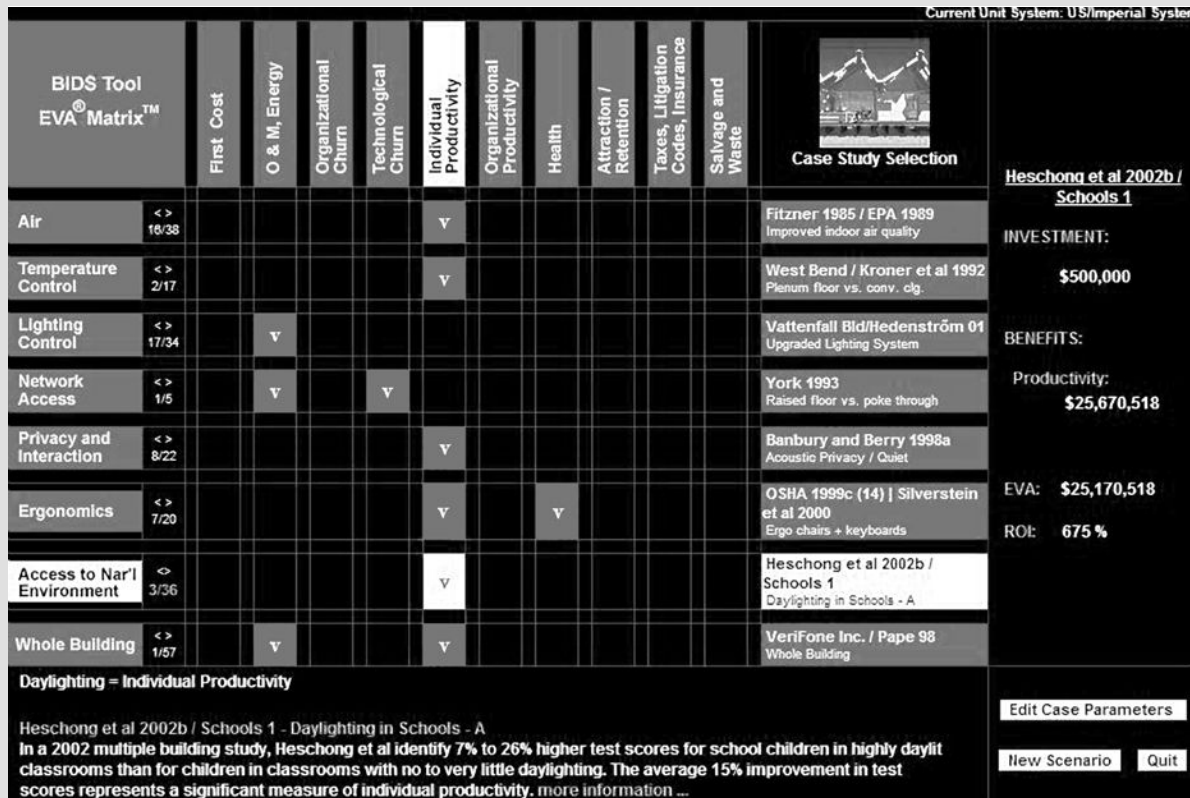 Current Unit System: US/Imperial System
BIDS Tool
EVA®Matrix™
First Cost
O & M, Energy
Organizational
Churn
Technological
Churn
Individual
Productivity
Organizational
Productivity
Health
Attraction /
Retention
Taxes, Litigation
Codes, Insurance
Salvage and
Waste
Case Study Selection
Air
< >
16/38
v
Fitzner 1985 / EPA 1989
Improved indoor air quality
Temperature
Control
< >
2/17
v
West Bend / Kroner et al 1992
Plenum floor vs. conv. clg.
Lighting
Control
< >
17/34
v
Vattenfall Bld/Hedenström 01
Upgraded Lighting System
Network
Access
< >
1/5
v
v
York 1993
Raised floor vs. poke through
Privacy and
Interaction
< >
8/22
v
Banbury and Berry 1998a
Acoustic Privacy / Quiet
Ergonomics
< >
7/20
v
v
OSHA 1999c (14) | Silverstein
et al 2000
Ergo chairs + keyboards
Access to Nar'l
Environment
<>
3/36
v
Heschong et al 2002b /
Schools 1
Daylighting in Schools - A
Whole Building
< >
1/57
v
v
VeriFone Inc. / Pape 98
Whole Building
Heschong et al 2002b /
Schools 1
INVESTMENT:
$500,000
BENEFITS:
Productivity:
$25,670,518
EVA: $25,170,518
ROI: 675 %
Daylighting = Individual Productivity
Heschong et al 2002b / Schools 1 - Daylighting in Schools - A
In a 2002 multiple building study, Heschong et al identify 7% to 26% higher test scores for school children in highly daylit
classrooms than for children in classrooms with no to very little daylighting. The average 15% improvement in test
scores represents a significant measure of individual productivity. more information ...
Edit Case Parameters
New Scenario
Quit